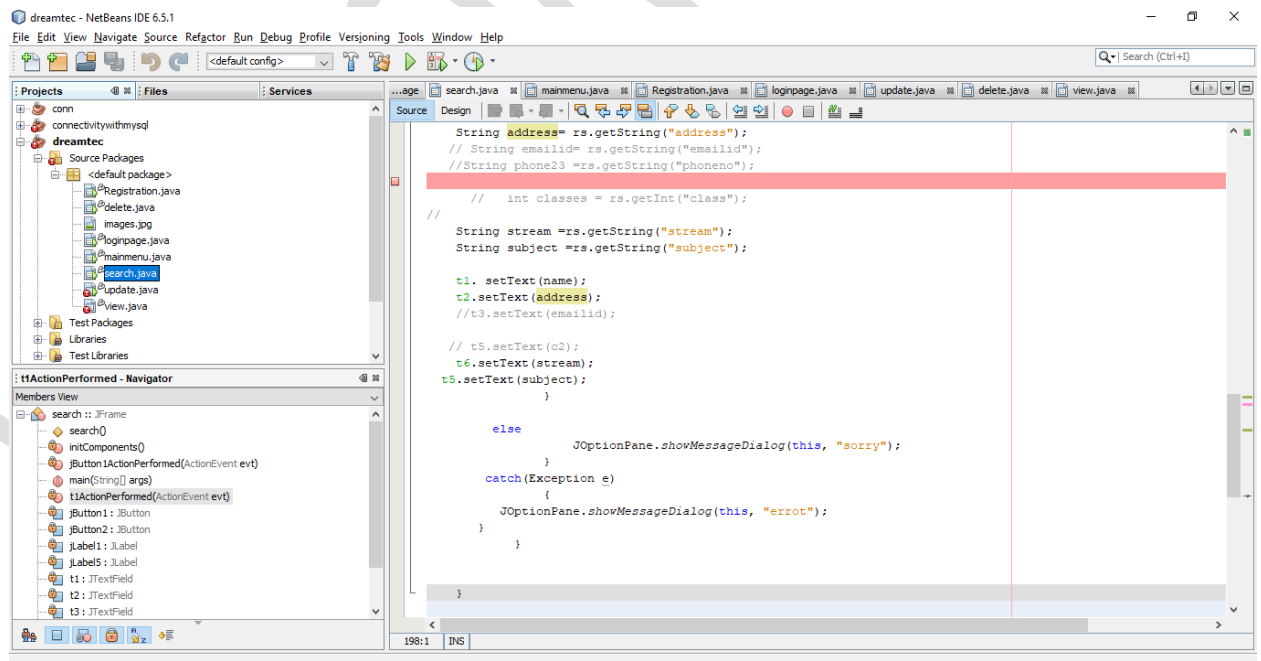 dreamtec - NetBeans IDE 6.5.1
File Edit View Navigate Source Refactor Run Debug Profile Versioning Tools Window Help
<default config>
Search (Ctrl+I)
Projects Files Services
conn
connectivitywithmysql
dreamtec
Source Packages
<default package>
Registration.java
delete.java
images.jpg
loginpage.java
mainmenu.java
search.java
update.java
view.java
Test Packages
Libraries
Test Libraries
t1ActionPerformed - Navigator
Members View
search :: JFrame
search()
initComponents()
jButton1ActionPerformed(ActionEvent evt)
main(String[] args)
t1ActionPerformed(ActionEvent evt)
jButton1 : JButton
jButton2 : JButton
jLabel1 : JLabel
jLabel5 : JLabel
t1 : JTextField
t2 : JTextField
t3 : JTextField
...age search.java mainmenu.java Registration.java loginpage.java update.java delete.java view.java
Source Design
String address= rs.getString("address");
// String emailid= rs.getString("emailid");
//String phone23 =rs.getString("phoneno");
// int classes = rs.getInt("class");
//
String stream =rs.getString("stream");
String subject =rs.getString("subject");
t1. setText(name);
t2.setText(address);
//t3.setText(emailid);
// t5.setText(c2);
t6.setText(stream);
t5.setText(subject);
}
else
JOptionPane.showMessageDialog(this, "sorry");
}
catch(Exception e)
{
JOptionPane.showMessageDialog(this, "errot");
}
}
}
198:1 INS